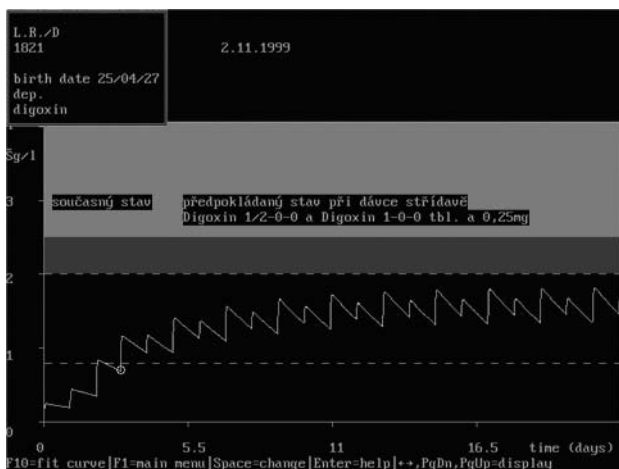 L.R./D
1821
2.11.1999
birth date 25/04/27
dep.
digoxin
4
šg/l
3
současný stav
předpokládaný stav při dávce střídavě
Digoxin 1/2-0-0 a Digoxin 1-0-0 tbl. a 0,25mg
2
1
0
0 5.5 11 16.5 time (days)
F10=fit curve|F1=main menu|Space=change|Enter=help|←→,PgDn,PgUp=display